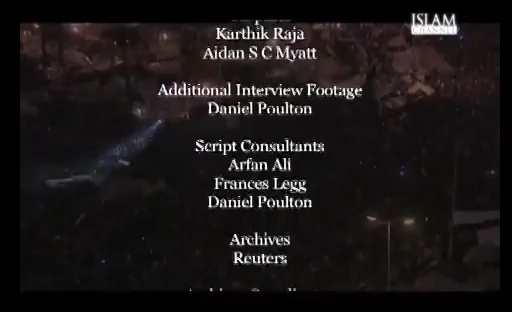 ISLAM
CHANNEL
Karthik Raja
Aidan S C Myatt
Additional Interview Footage
Daniel Poulton
Script Consultants
Arfan Ali
Frances Legg
Daniel Poulton
Archives
Reuters